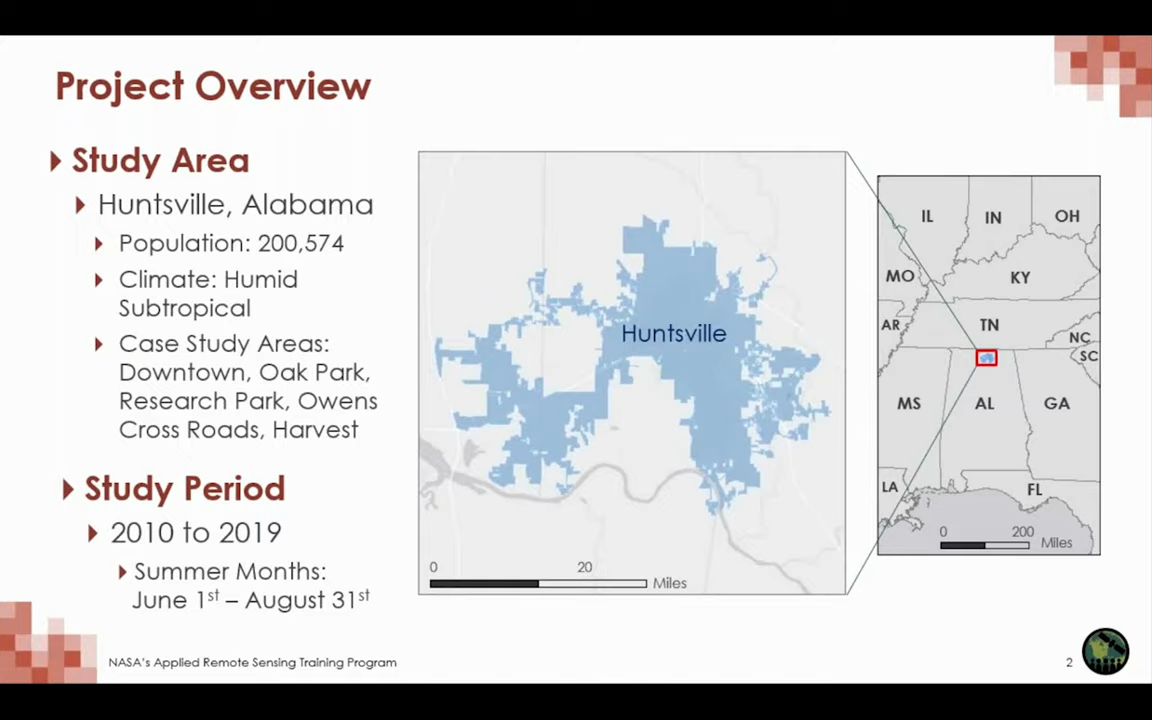 Project Overview
Study Area
Huntsville, Alabama
Population: 200,574
Climate: Humid
Subtropical
Case Study Areas:
Downtown, Oak Park,
Research Park, Owens
Cross Roads, Harvest
Study Period
2010 to 2019
Summer Months:
June 1st – August 31st
Huntsville
0 20 Miles
IL IN OH
MO KY
AR TN NC
SC
MS AL GA
LA FL
0 200 Miles
NASA's Applied Remote Sensing Training Program
2